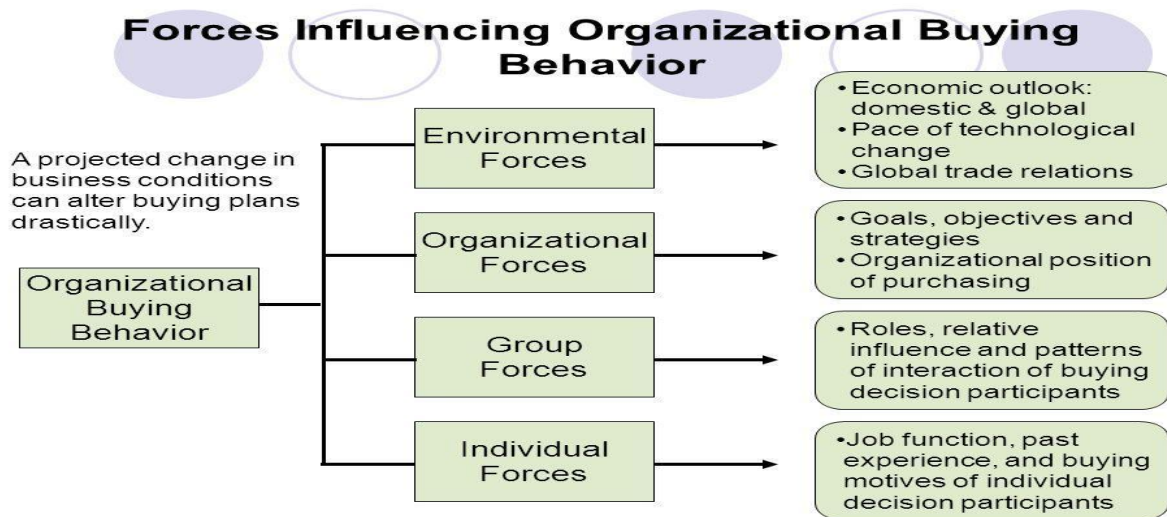 Forces Influencing Organizational Buying
Behavior
A projected change in
business conditions
can alter buying plans
drastically.
Organizational
Buying
Behavior
Environmental
Forces
• Economic outlook:
domestic & global
• Pace of technological
change
• Global trade relations
Organizational
Forces
• Goals, objectives and
strategies
• Organizational position
of purchasing
Group
Forces
• Roles, relative
influence and patterns
of interaction of buying
decision participants
Individual
Forces
•Job function, past
experience, and buying
motives of individual
decision participants